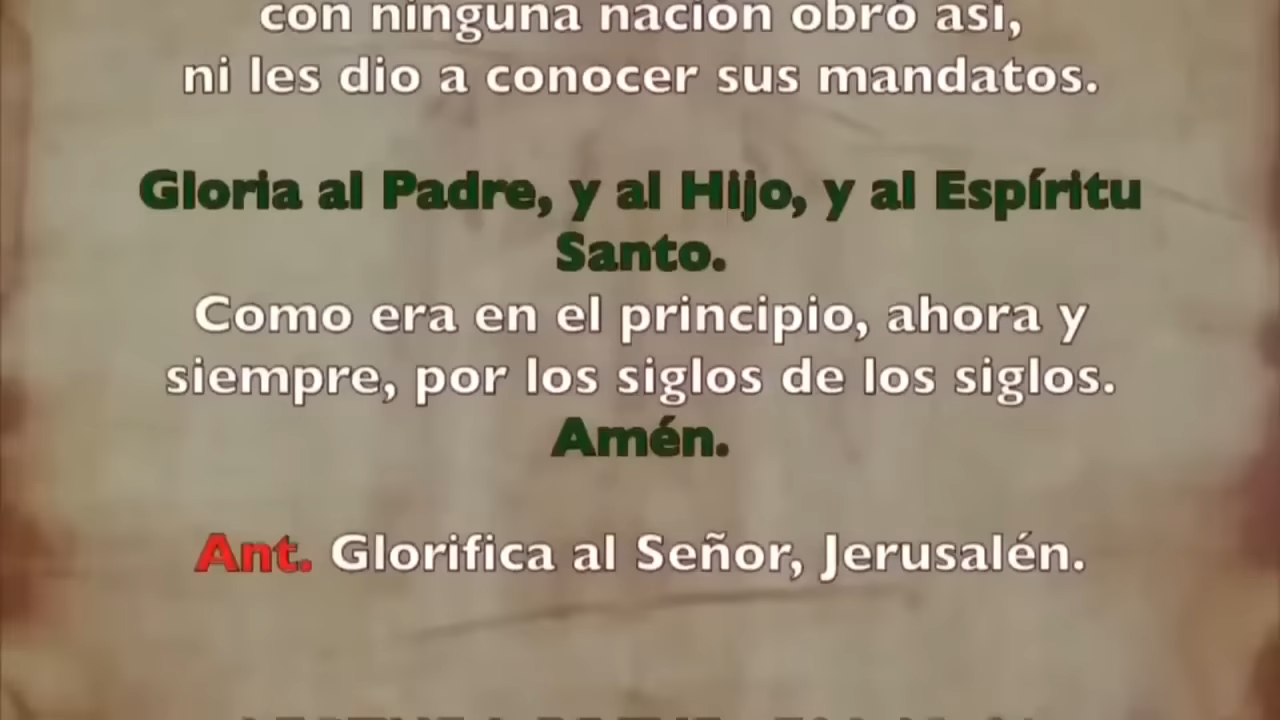 con ninguna nación obró así,
ni les dio a conocer sus mandatos.
Gloria al Padre, y al Hijo, y al Espíritu
Santo.
Como era en el principio, ahora y
siempre, por los siglos de los siglos.
Amén.
Ant. Glorifica al Señor, Jerusalén.